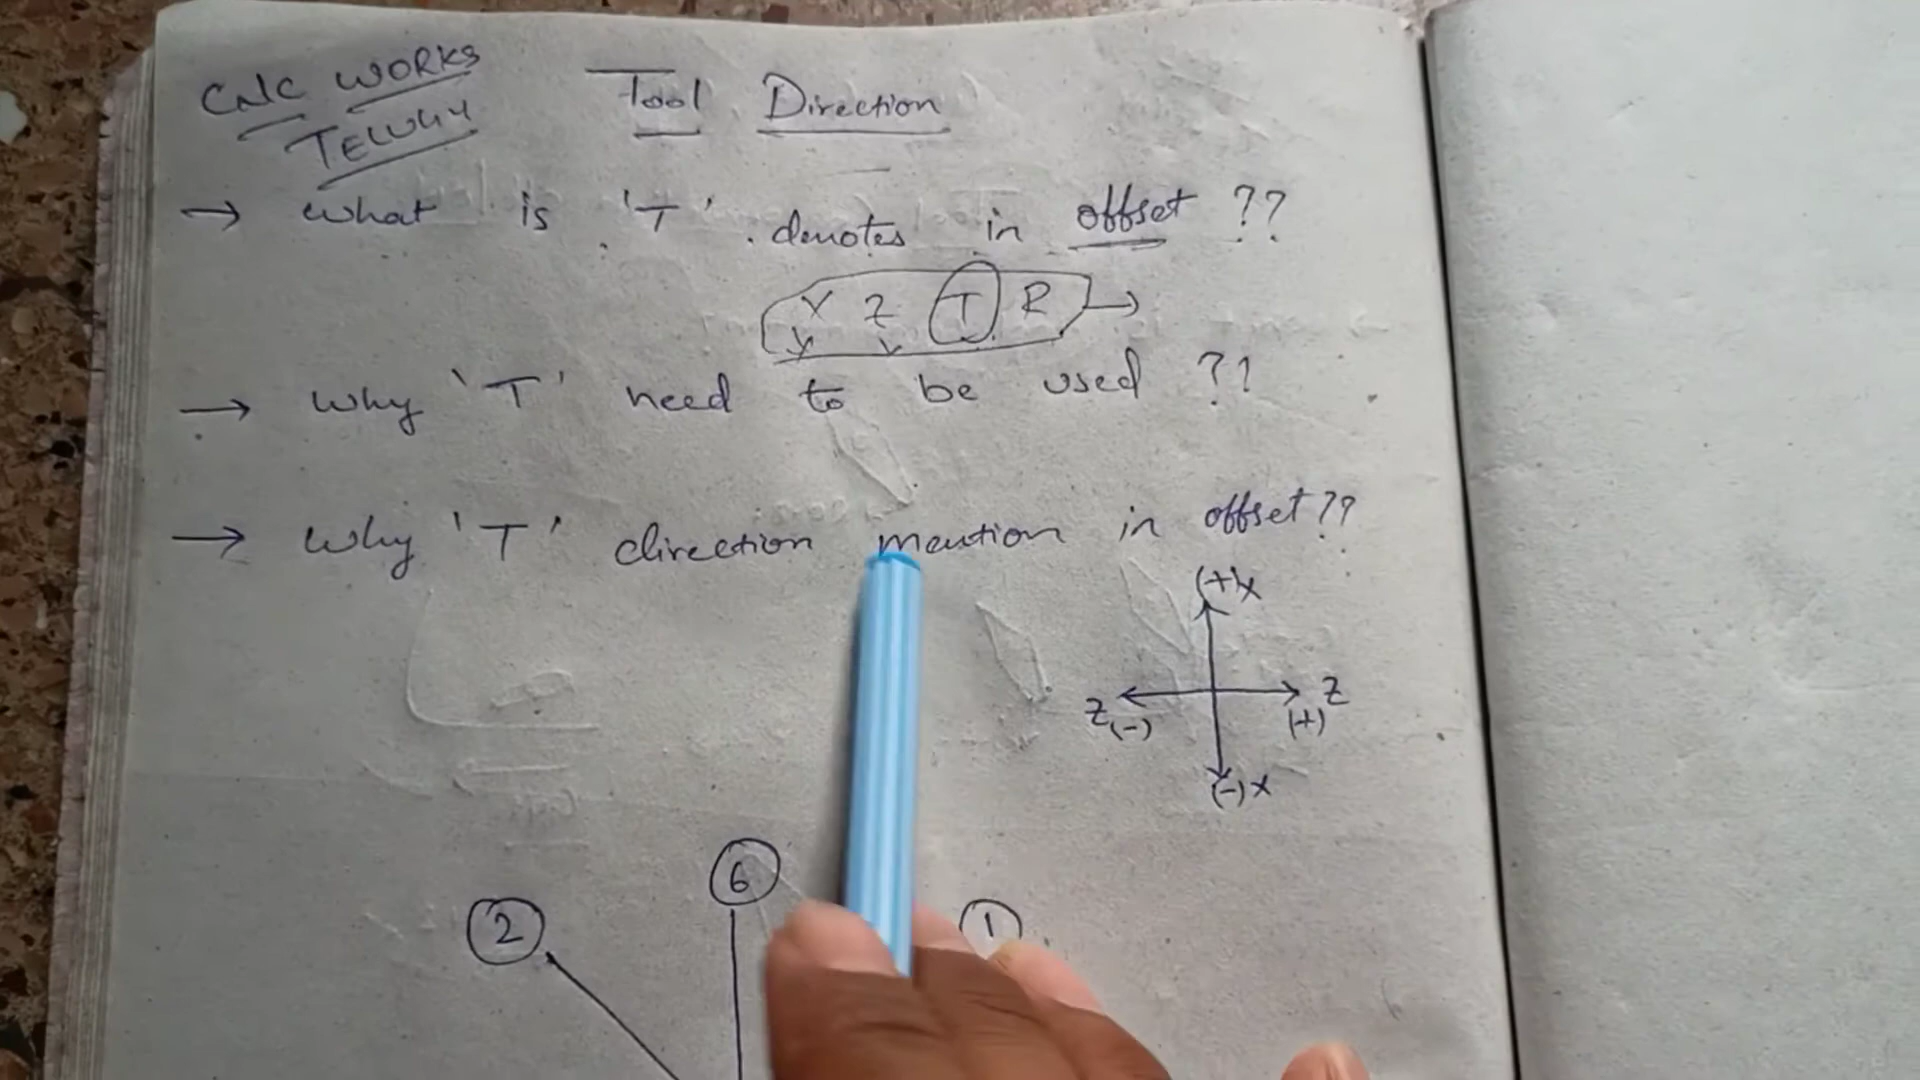 CNC WORKS
TELUGU
Tool Direction
→ what is 'T' denotes in offset ??
X Z T R →
→ why 'T' need to be used ??
→ why 'T' direction mention in offset ??
(+)X
Z(-) (+)Z
(-)X
6
2 1